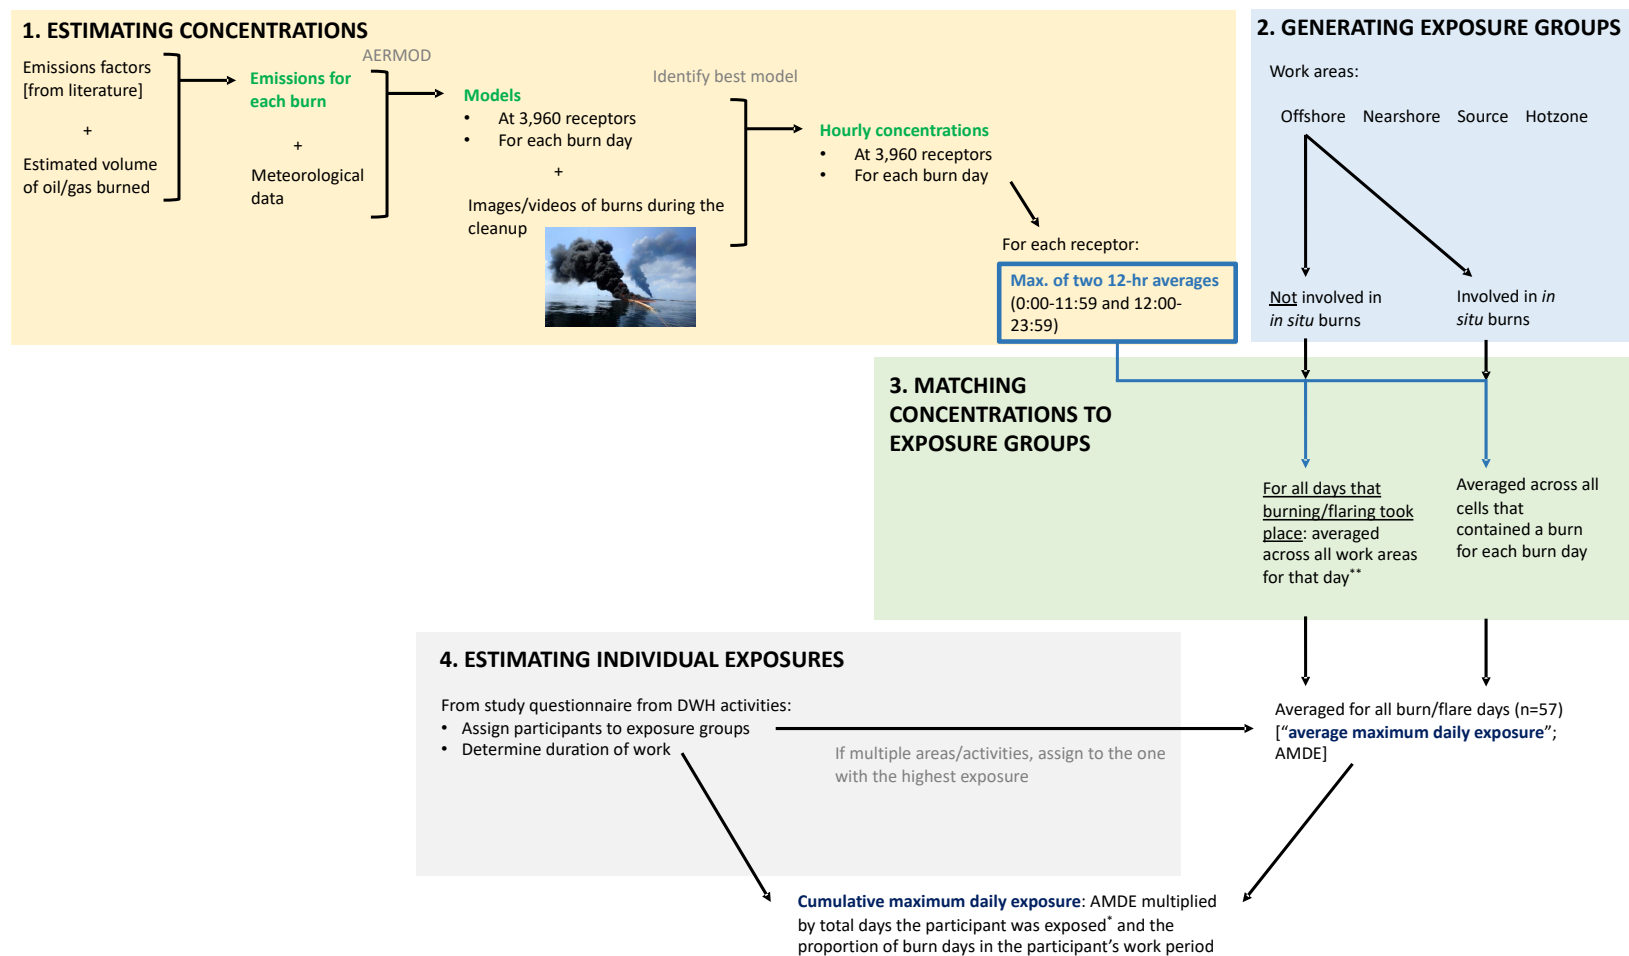 1. ESTIMATING CONCENTRATIONS
Emissions factors
[from literature]
+
Estimated volume
of oil/gas burned
Emissions for
each burn
+
Meteorological
data
AERMOD
Models
• At 3,960 receptors
• For each burn day
+
Images/videos of burns during the
cleanup
Identify best model
Hourly concentrations
• At 3,960 receptors
• For each burn day
For each receptor:
Max. of two 12-hr averages
(0:00-11:59 and 12:00-
23:59)
2. GENERATING EXPOSURE GROUPS
Work areas:
Offshore Nearshore Source Hotzone
Not involved in
in situ burns
Involved in in
situ burns
3. MATCHING
CONCENTRATIONS TO
EXPOSURE GROUPS
For all days that
burning/flaring took
place: averaged
across all work areas
for that day**
Averaged across all
cells that
contained a burn
for each burn day
4. ESTIMATING INDIVIDUAL EXPOSURES
From study questionnaire from DWH activities:
• Assign participants to exposure groups
• Determine duration of work
If multiple areas/activities, assign to the one
with the highest exposure
Averaged for all burn/flare days (n=57)
["average maximum daily exposure";
AMDE]
Cumulative maximum daily exposure: AMDE multiplied
by total days the participant was exposed* and the
proportion of burn days in the participant's work period